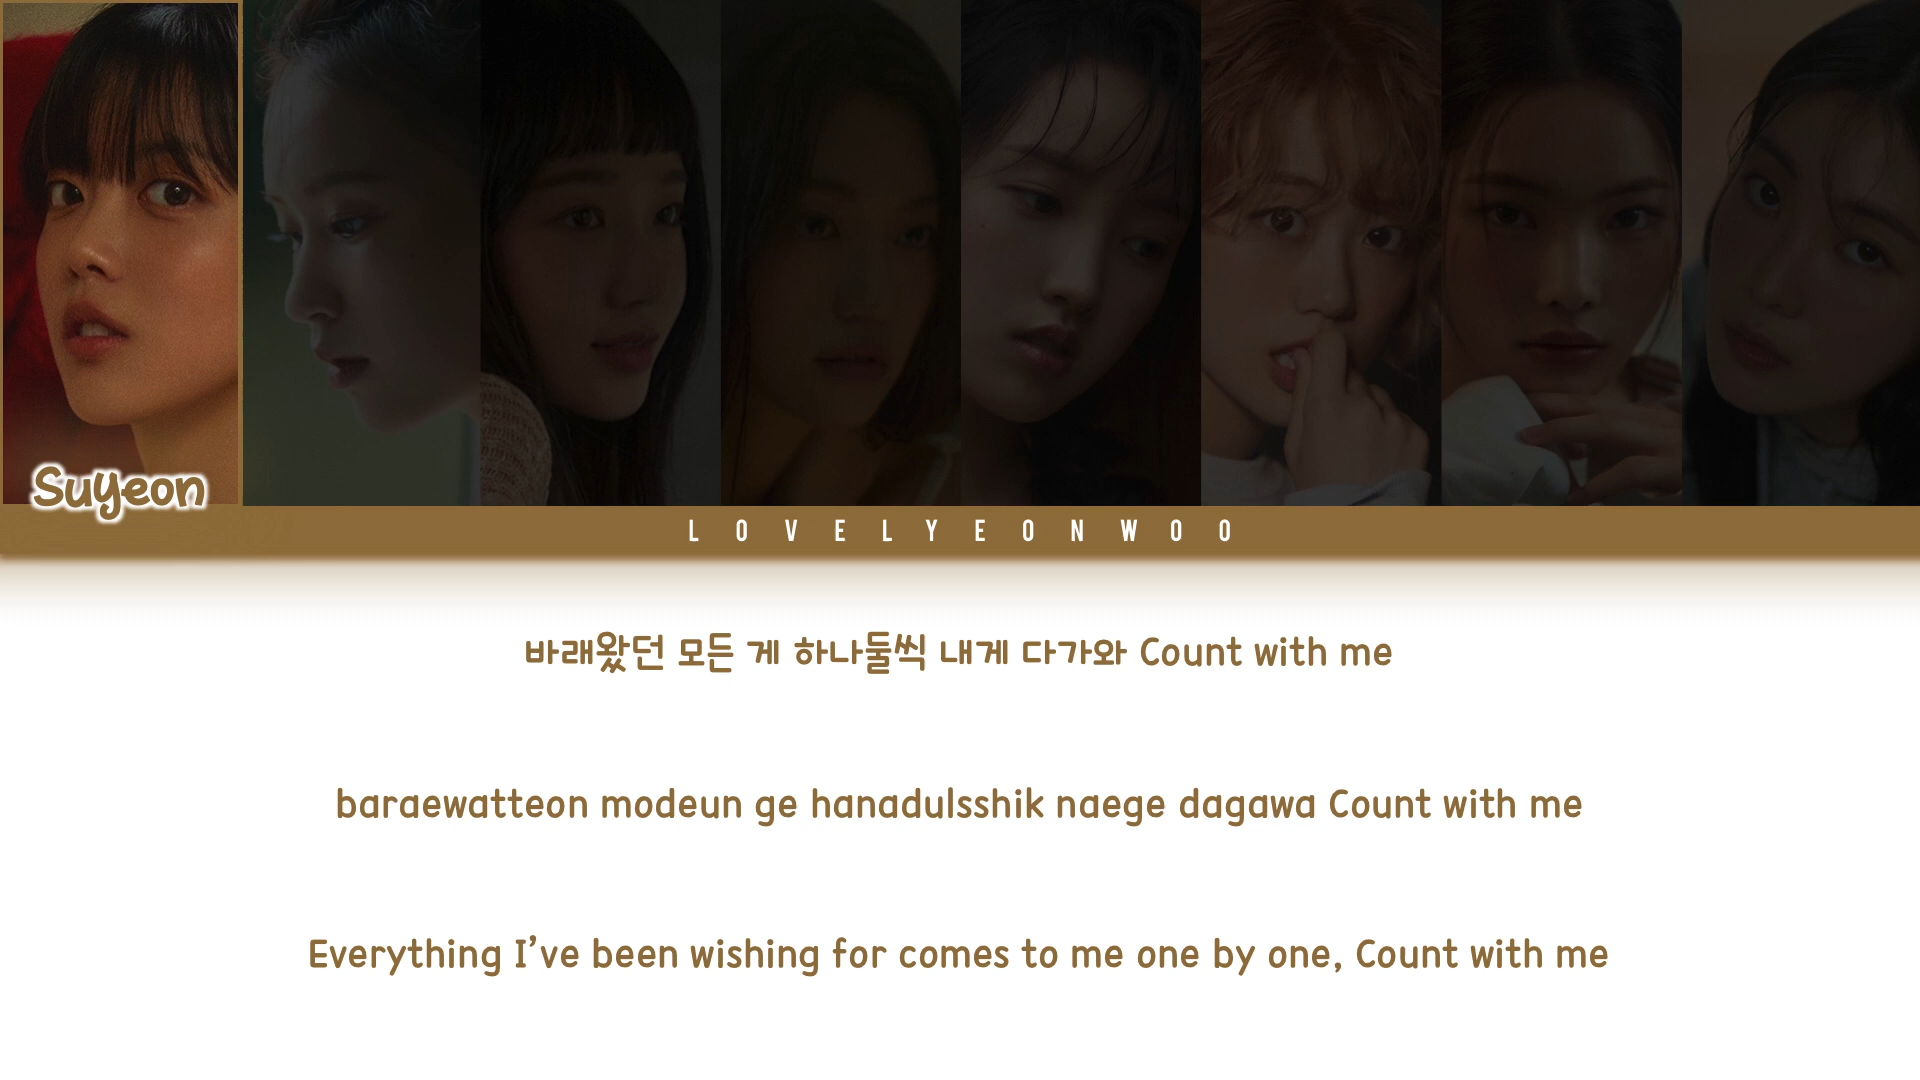 Suyeon
LOVELYEONWOO
바래왔던 모든 게 하나둘씩 내게 다가와 Count with me
baraewatteon modeun ge hanadulsshik naege dagawa Count with me
Everything I’ve been wishing for comes to me one by one, Count with me